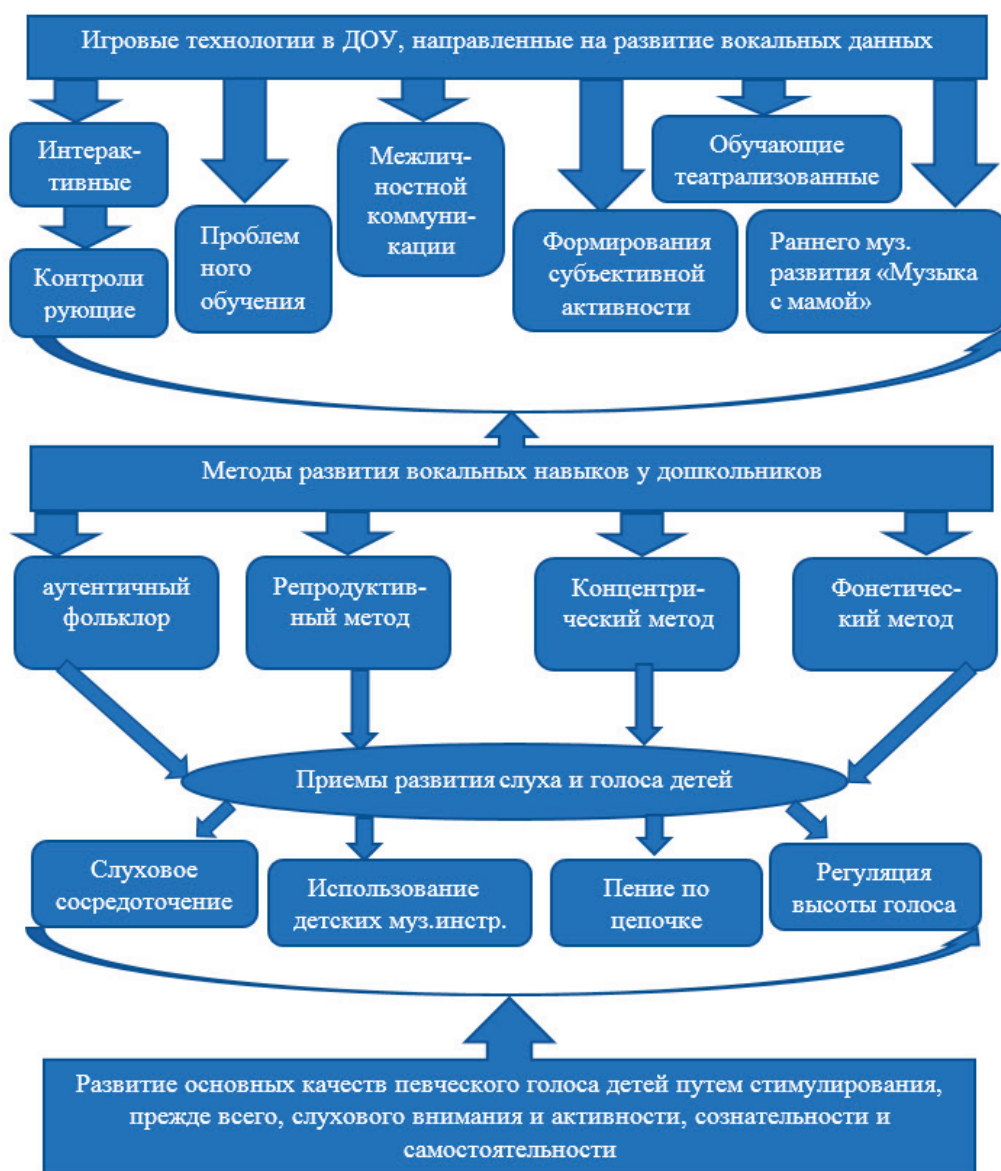 Игровые технологии в ДОУ, направленные на развитие вокальных данных
Интерак-
тивные
Контроли
рующие
Проблем
ного
обучения
Межлич-
ностной
коммуни-
кации
Формирования
субъективной
активности
Обучающие
театрализованные
Раннего муз.
развития «Музыка
с мамой»
Методы развития вокальных навыков у дошкольников
аутентичный
фольклор
Репродуктив-
ный метод
Концентри-
ческий метод
Фонетичес-
кий метод
Приемы развития слуха и голоса детей
Слуховое
сосредоточение
Использование
детских муз.инстр.
Пение по
цепочке
Регуляция
высоты голоса
Развитие основных качеств певческого голоса детей путем стимулирования,
прежде всего, слухового внимания и активности, сознательности и
самостоятельности